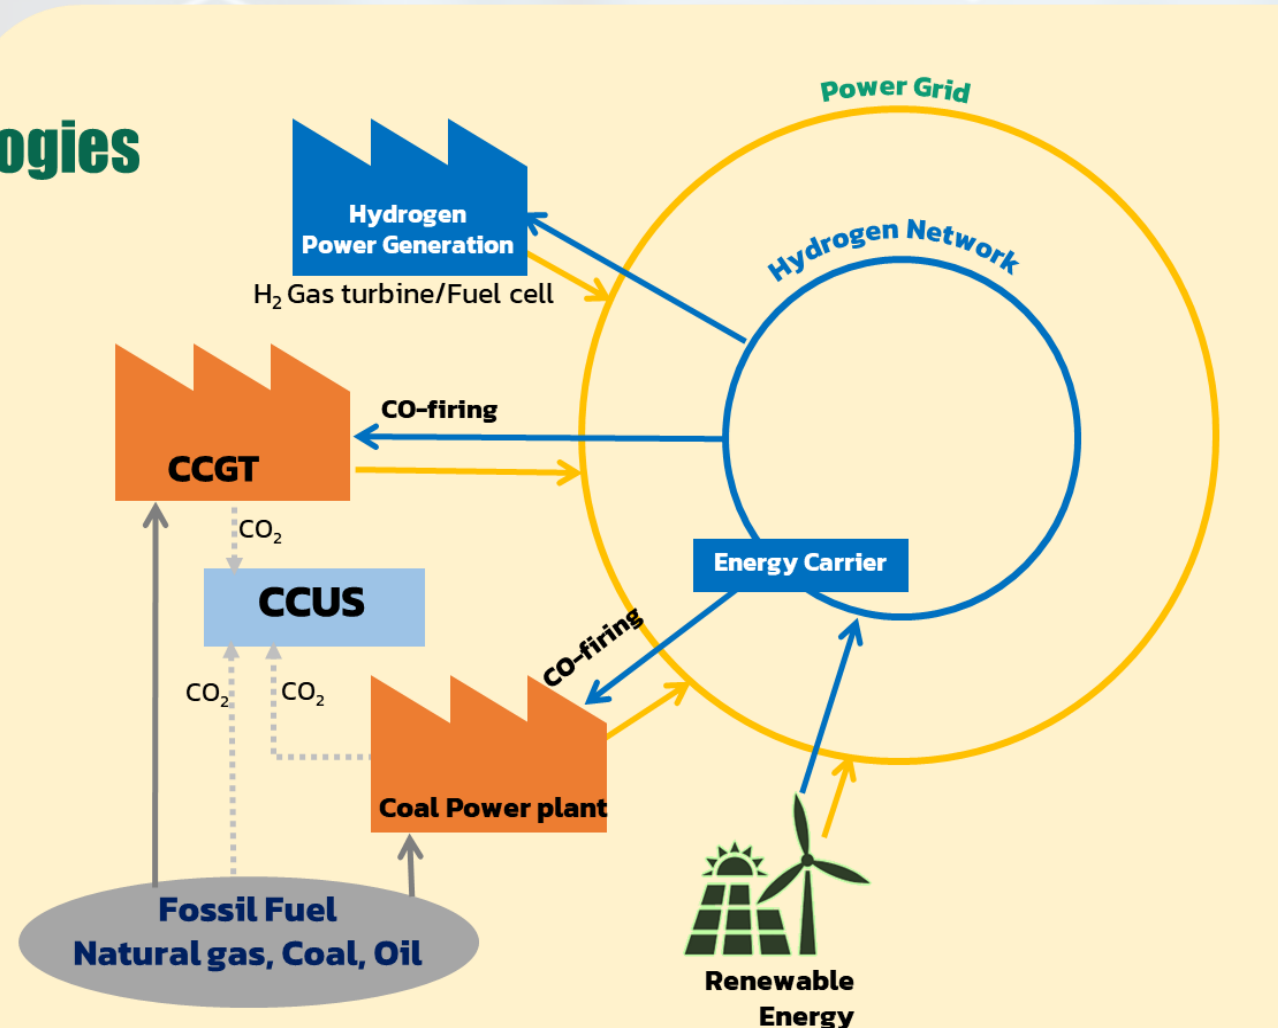 ogies
Power Grid
Hydrogen Network
Hydrogen
Power Generation
H₂ Gas turbine/Fuel cell
CO-firing
CCGT
CO₂
Energy Carrier
CCUS
CO-firing
CO₂
CO₂
Coal Power plant
Fossil Fuel
Natural gas, Coal, Oil
Renewable
Energy